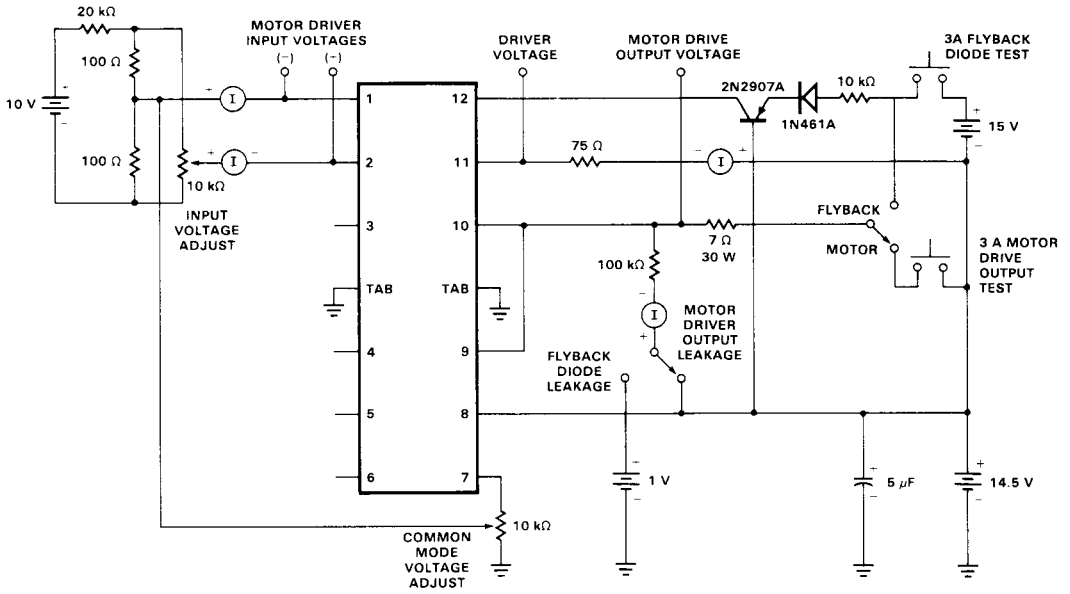 20 kΩ
100 Ω
10 V
100 Ω
10 kΩ
INPUT
VOLTAGE
ADJUST
MOTOR DRIVER
INPUT VOLTAGES
(−) (−)
DRIVER
VOLTAGE
MOTOR DRIVE
OUTPUT VOLTAGE
3A FLYBACK
DIODE TEST
2N2907A
10 kΩ
1N461A
15 V
+ I
+ I −
1
2
3
TAB
4
5
6
12
11
10
TAB
9
8
7
75 Ω
− I +
FLYBACK
MOTOR
7 Ω
30 W
3 A MOTOR
DRIVE
OUTPUT
TEST
100 kΩ
−
I
+
MOTOR
DRIVER
OUTPUT
LEAKAGE
FLYBACK
DIODE
LEAKAGE
1 V
+
5 μF
−
+
14.5 V
−
10 kΩ
COMMON
MODE
VOLTAGE
ADJUST